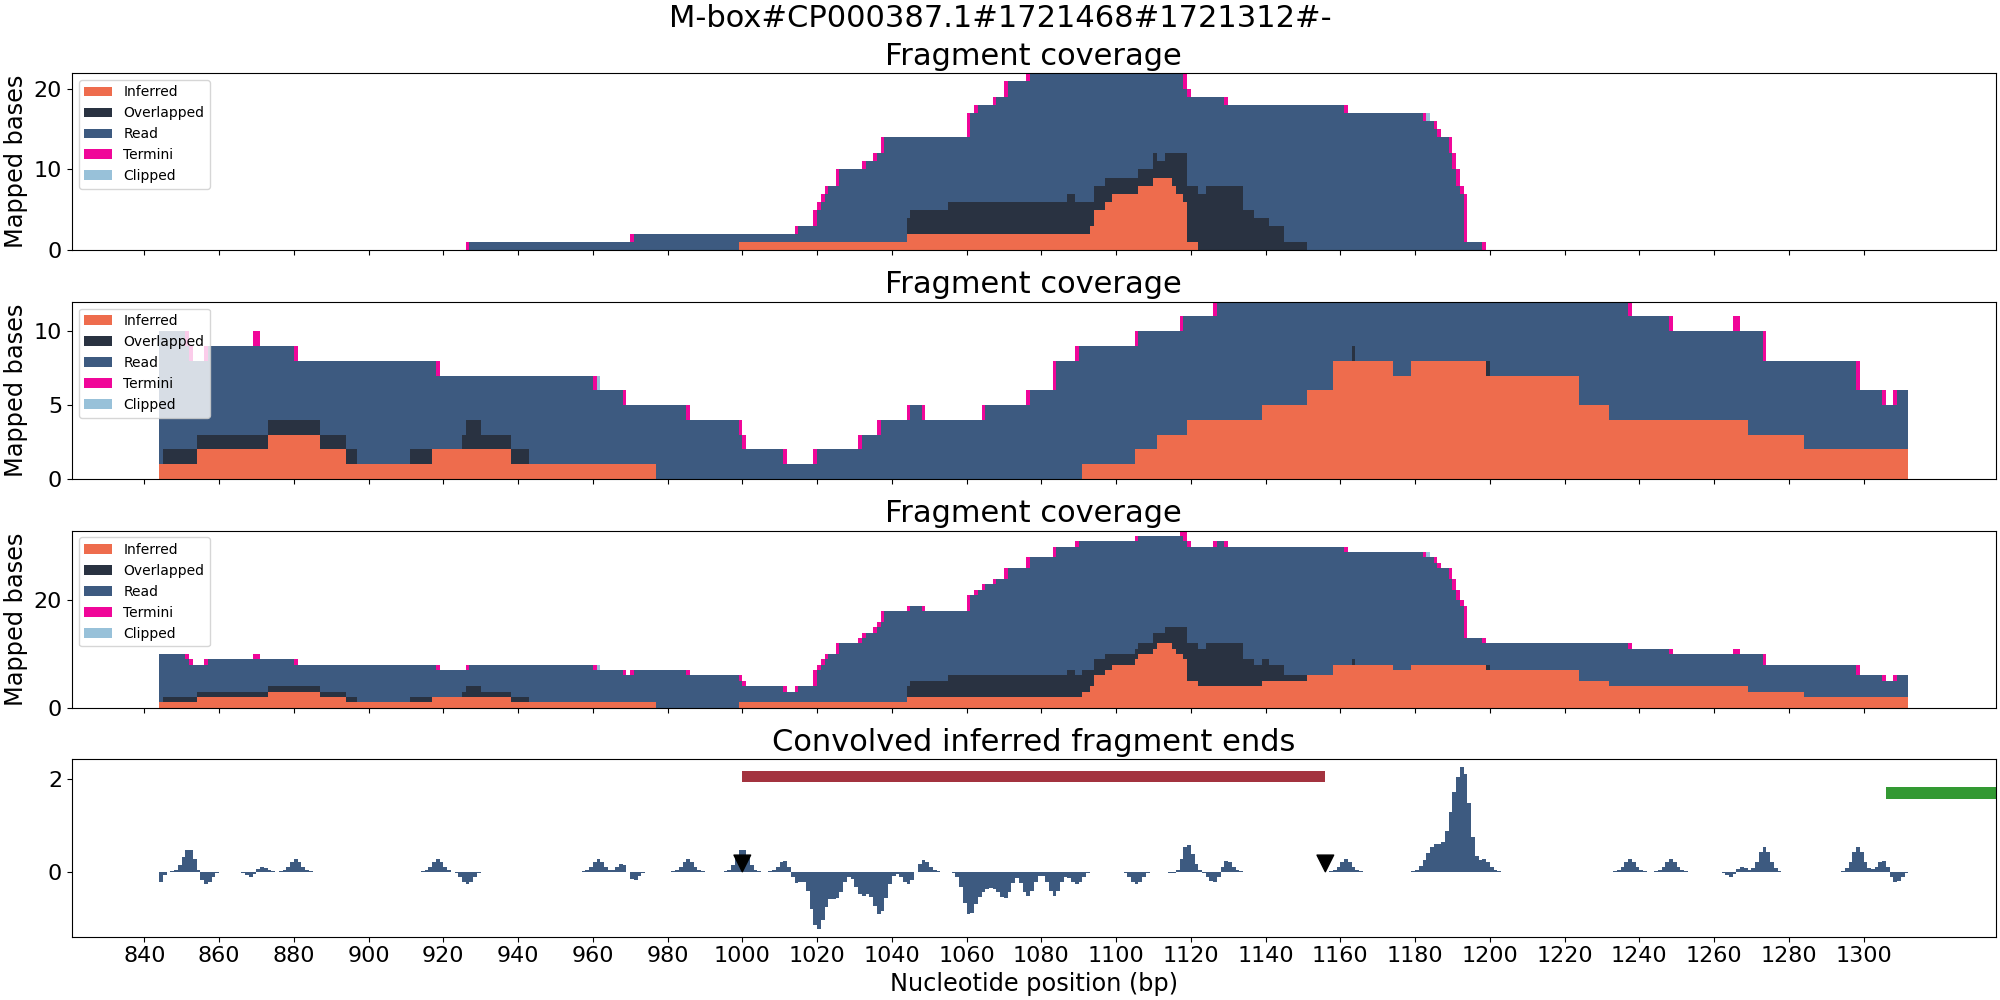 M-box#CP000387.1#1721468#1721312#-
Fragment coverage
Mapped bases
20
10
0
Inferred
Overlapped
Read
Termini
Clipped
Fragment coverage
Mapped bases
10
5
0
Inferred
Overlapped
Read
Termini
Clipped
Fragment coverage
Mapped bases
20
0
Inferred
Overlapped
Read
Termini
Clipped
Convolved inferred fragment ends
2
0
840 860 880 900 920 940 960 980 1000 1020 1040 1060 1080 1100 1120 1140 1160 1180 1200 1220 1240 1260 1280 1300
Nucleotide position (bp)